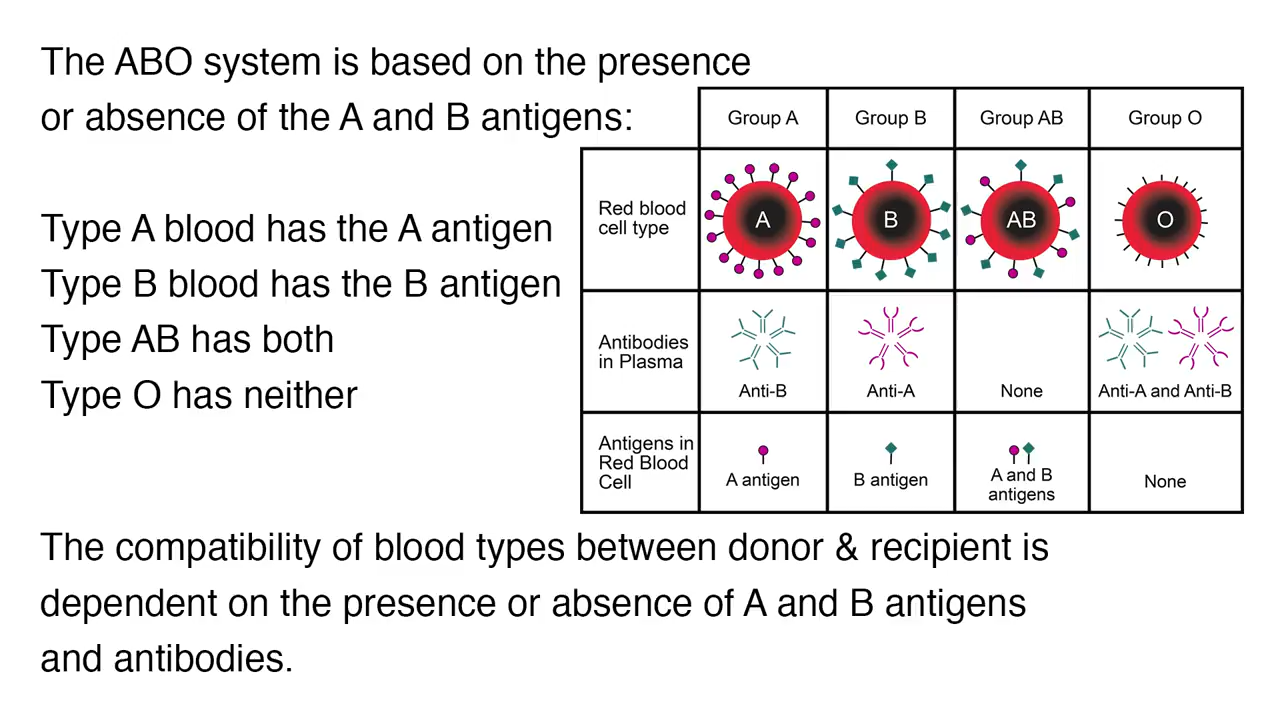 The ABO system is based on the presence
or absence of the A and B antigens:
Type A blood has the A antigen
Type B blood has the B antigen
Type AB has both
Type O has neither
Group A
Group B
Group AB
Group O
Red blood
cell type
A
B
AB
O
Antibodies
in Plasma
Anti-B
Anti-A
None
Anti-A and Anti-B
Antigens in
Red Blood
Cell
A antigen
B antigen
A and B
antigens
None
The compatibility of blood types between donor & recipient is
dependent on the presence or absence of A and B antigens
and antibodies.